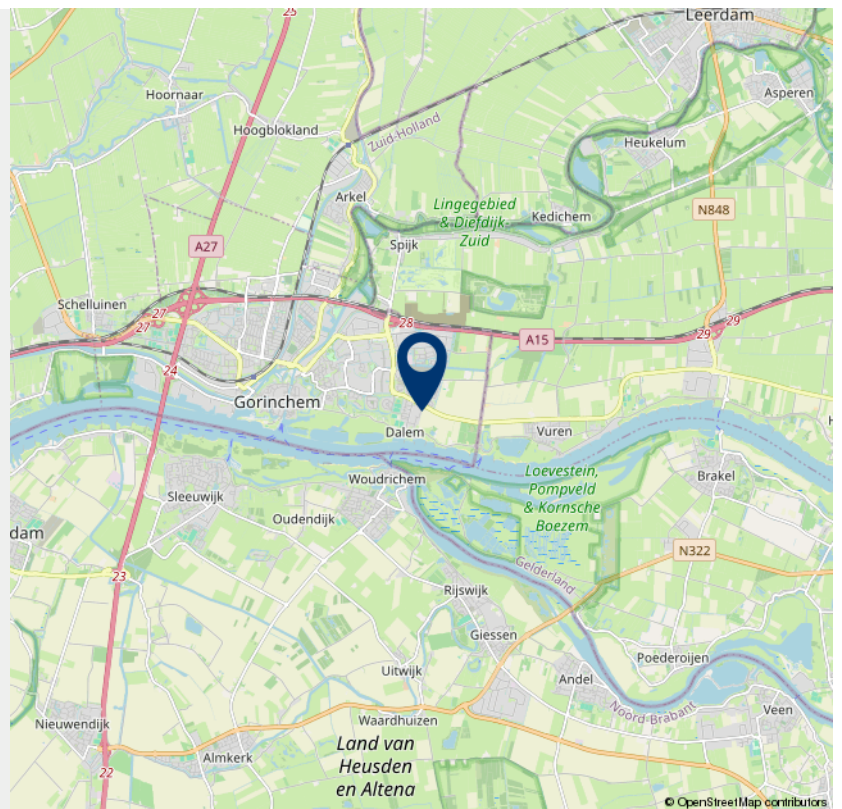 25
Leerdam
Hoornaar
Asperen
Hoogblokland
Zuid-Holland
Heukelum
Arkel
Lingegebied
& Diefdijk-
Zuid
Kedichem
N848
Spijk
A27
Schelluinen
27
27
28
29
29
A15
24
Gorinchem
Dalem
Vuren
Woudrichem
Loevestein,
Pompveld
& Kornsche
Boezem
Brakel
Sleeuwijk
Oudendijk
dam
N322
23
Gelderland
Rijswijk
Giessen
Uitwijk
Andel
Poederoijen
Noord-Brabant
Veen
Nieuwendijk
Waardhuizen
Almkerk
Land van
Heusden
en Altena
22
© OpenStreetMap contributors